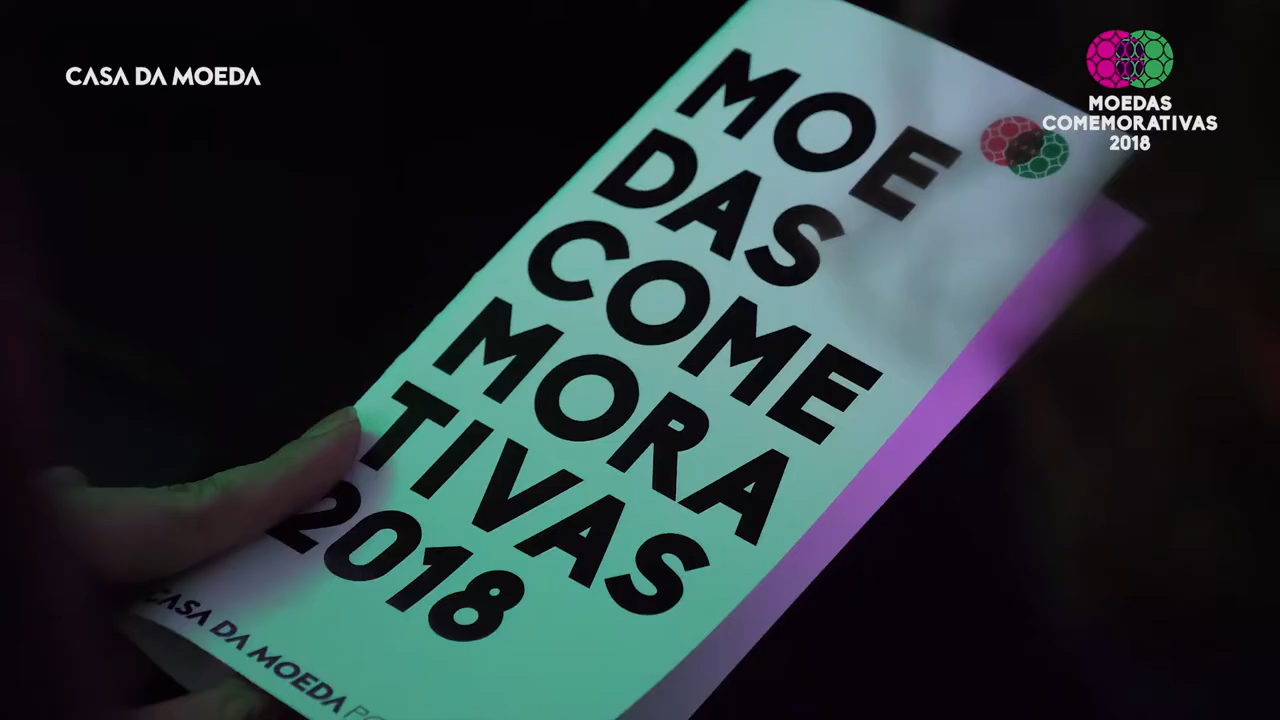 CASA DA MOEDA
MOEDAS
COMEMORATIVAS
2018
MOE
DAS
COME
MORA
TIVAS
2018
CASA DA MOEDA